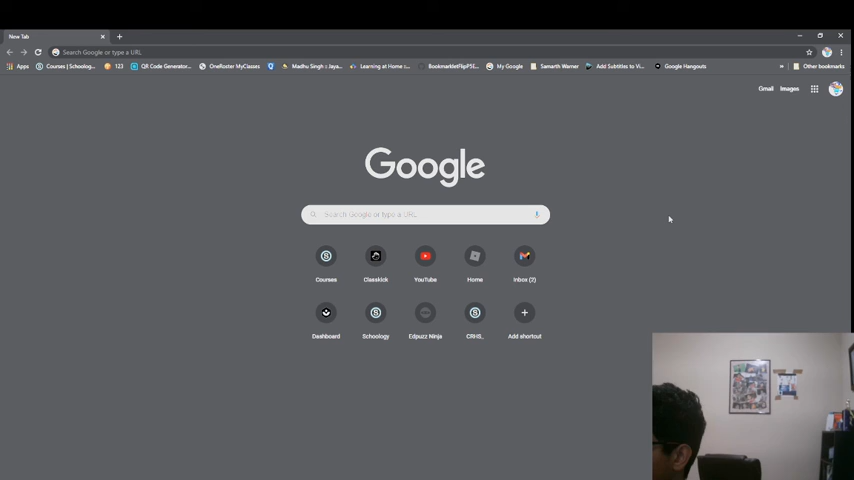 New Tab
Search Google or type a URL
Apps Courses | Schoolog... 123 QR Code Generator... OneRoster MyClasses Madhu Singh :: Jaya... Learning at Home :... My Google Samarth Warner Add Subtitles to Vi... Google Hangouts » Other bookmarks
Gmail Images
Google
Search Google or type a URL
Courses Classkick YouTube Home Inbox (2)
Dashboard Schoology Edpuzz Ninja CRHS_ Add shortcut